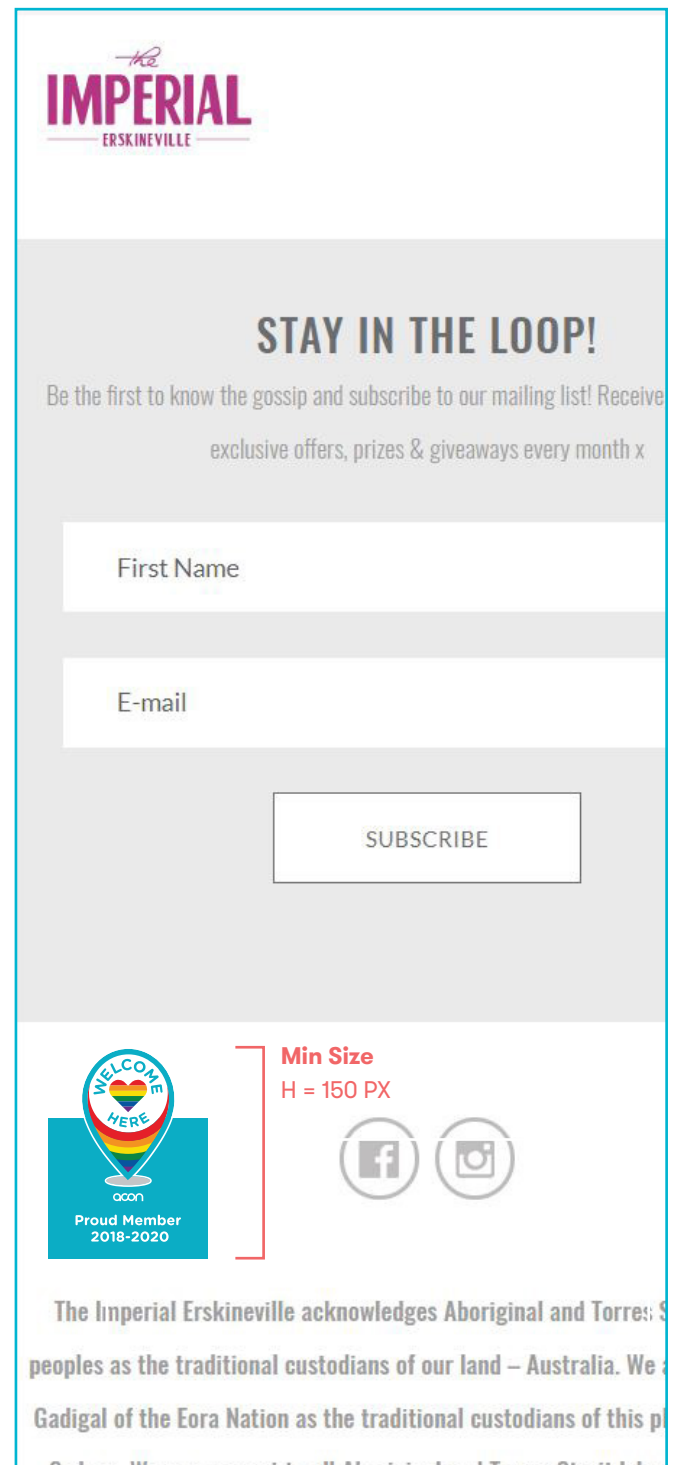 the
IMPERIAL
ERSKINEVILLE
STAY IN THE LOOP!
Be the first to know the gossip and subscribe to our mailing list! Receive
exclusive offers, prizes & giveaways every month x
First Name
E-mail
SUBSCRIBE
WELCOME
HERE
acon
Proud Member
2018-2020
Min Size
H = 150 PX
The Imperial Erskineville acknowledges Aboriginal and Torres
peoples as the traditional custodians of our land – Australia. We
Gadigal of the Eora Nation as the traditional custodians of this